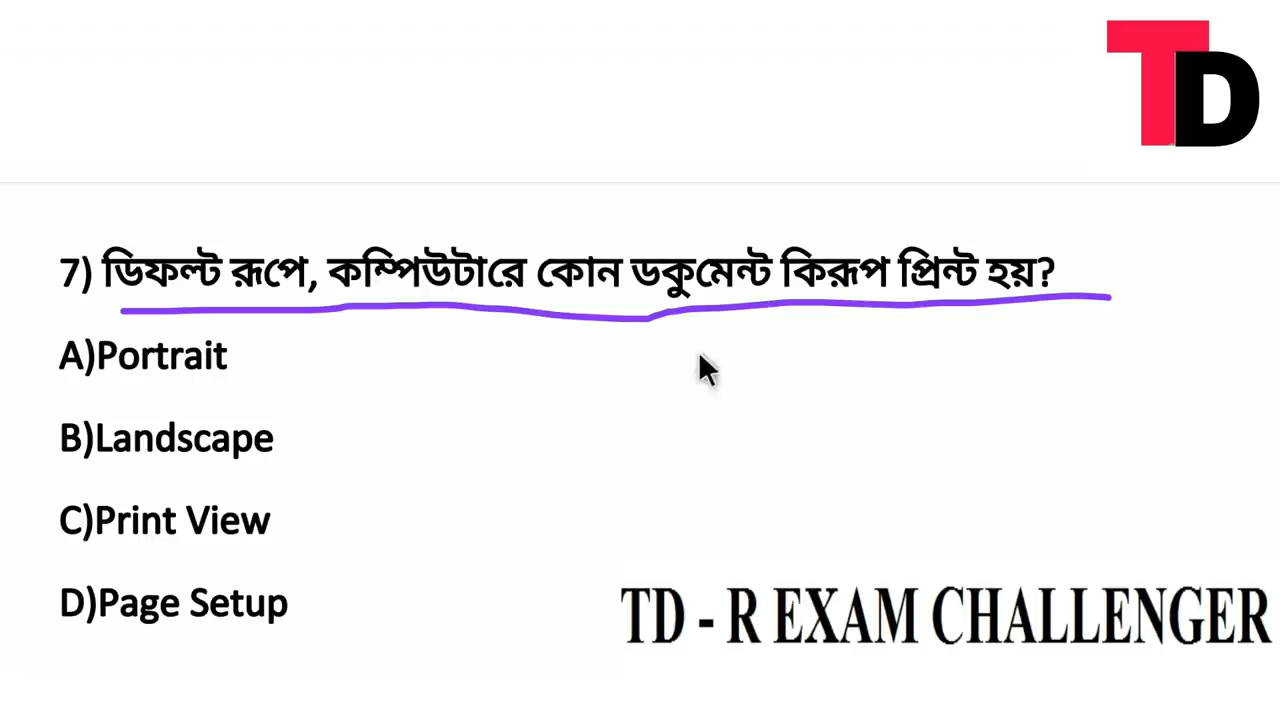 TD
7) ডিফল্ট রূপে, কম্পিউটারে কোন ডকুমেন্ট কিরূপ প্রিন্ট হয়?
A)Portrait
B)Landscape
C)Print View
D)Page Setup
TD - R EXAM CHALLENGER